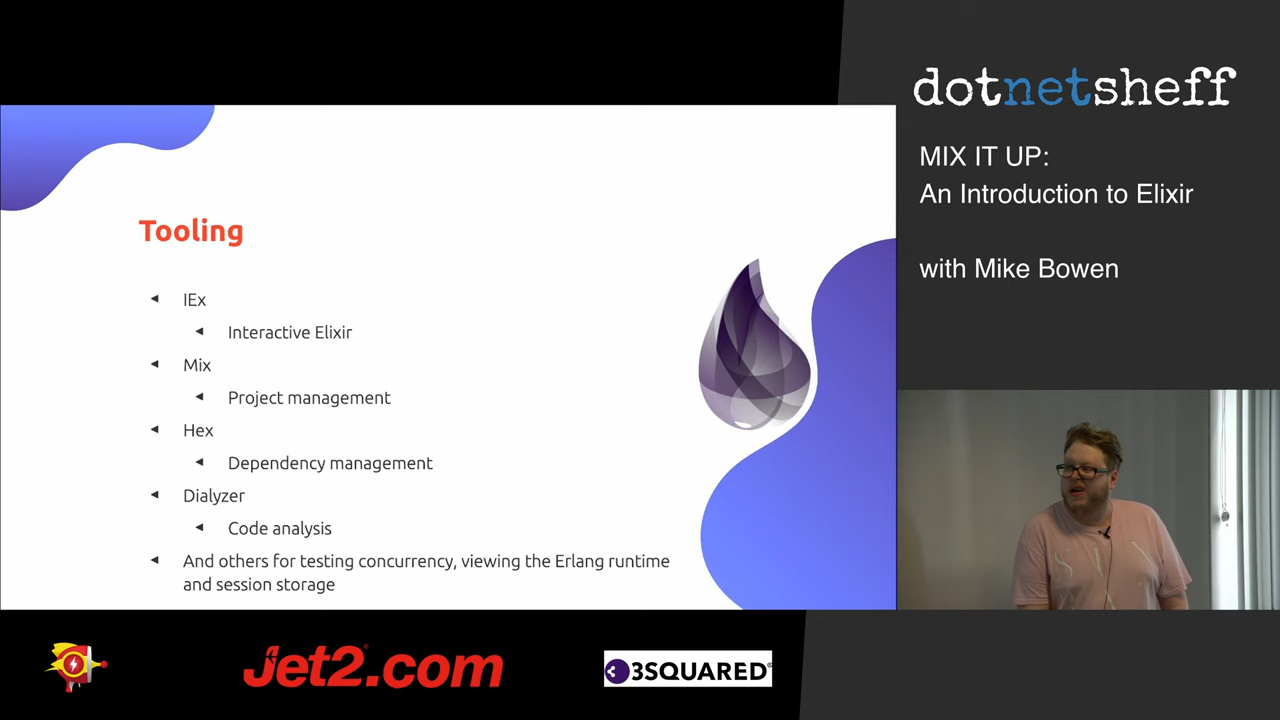 dotnetsheff
MIX IT UP:
An Introduction to Elixir
with Mike Bowen
Tooling
IEx
Interactive Elixir
Mix
Project management
Hex
Dependency management
Dialyzer
Code analysis
And others for testing concurrency, viewing the Erlang runtime
and session storage
Jet2.com
3SQUARED